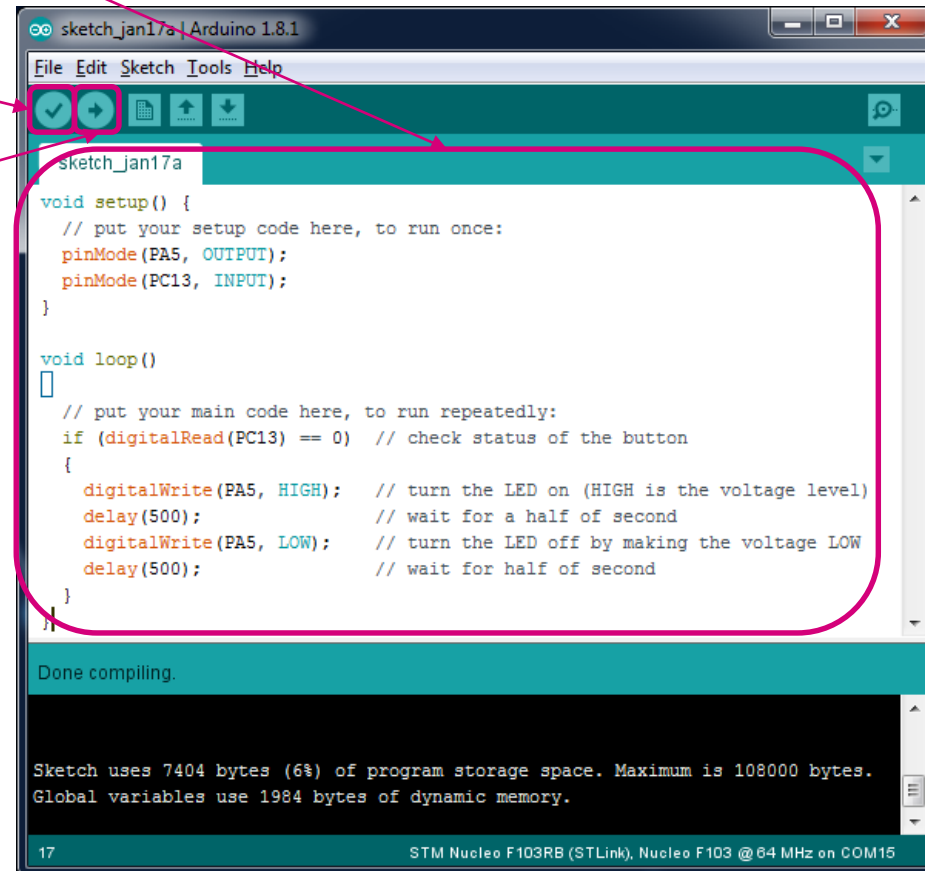 sketch_jan17a | Arduino 1.8.1
File Edit Sketch Tools Help
sketch_jan17a
void setup() {
  // put your setup code here, to run once:
  pinMode(PA5, OUTPUT);
  pinMode(PC13, INPUT);
}

void loop()

  // put your main code here, to run repeatedly:
  if (digitalRead(PC13) == 0)  // check status of the button
  {
    digitalWrite(PA5, HIGH);   // turn the LED on (HIGH is the voltage level)
    delay(500);                // wait for a half of second
    digitalWrite(PA5, LOW);    // turn the LED off by making the voltage LOW
    delay(500);                // wait for half of second
  }
}
Done compiling.
Sketch uses 7404 bytes (6%) of program storage space. Maximum is 108000 bytes.
Global variables use 1984 bytes of dynamic memory.
17 STM Nucleo F103RB (STLink), Nucleo F103 @ 64 MHz on COM15